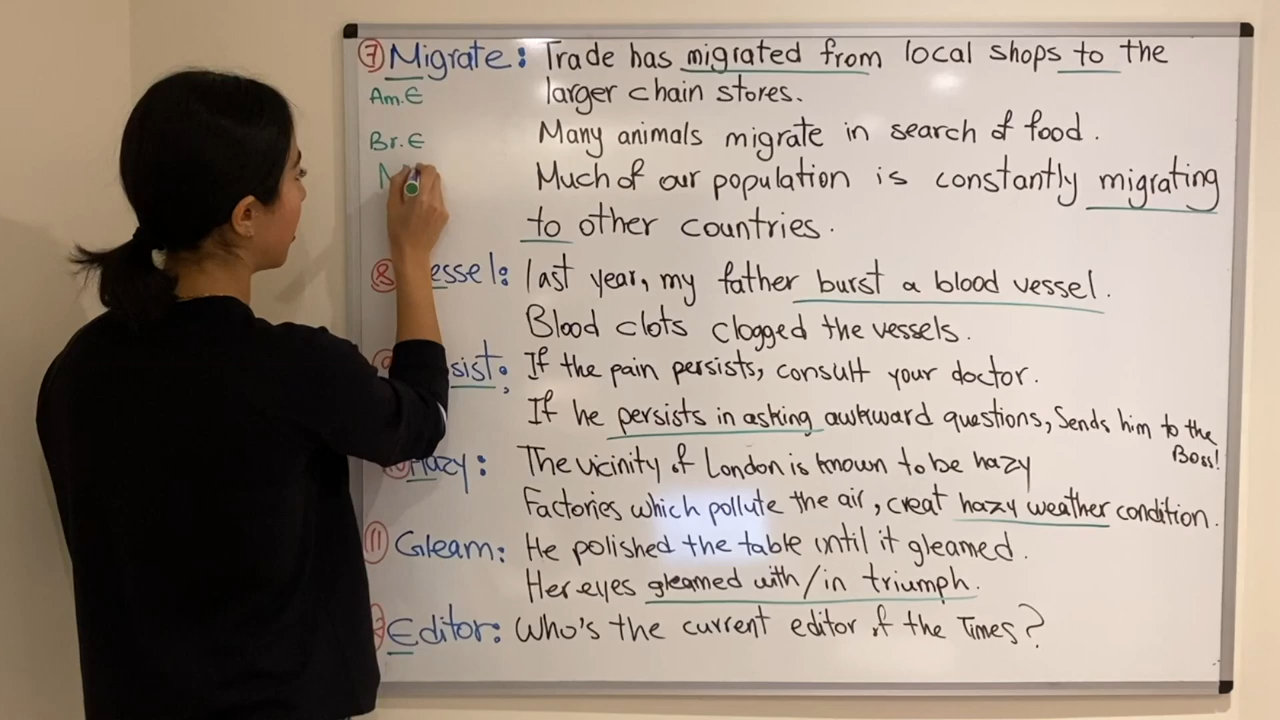 ⑦ Migrate: Trade has migrated from local shops to the
Am.E larger chain stores.
Br.E Many animals migrate in search of food.
Much of our population is constantly migrating
to other countries.
⑧ essel: last year, my father burst a blood vessel.
Blood clots clogged the vessels.
sist: If the pain persists, consult your doctor.
If he persists in asking awkward questions, Sends him to the
Boss!
Hazy: The vicinity of London is known to be hazy
Factories which pollute the air, creat hazy weather condition.
⑪ Gleam: He polished the table until it gleamed.
Her eyes gleamed with/in triumph.
Editor: Who's the current editor of the Times?